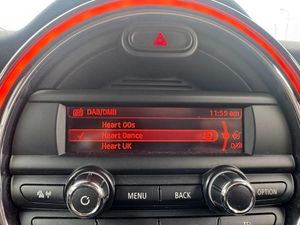 DAB/DMB 11:55 am
Heart 00s
Heart Dance
Heart UK
MENU BACK OPTION